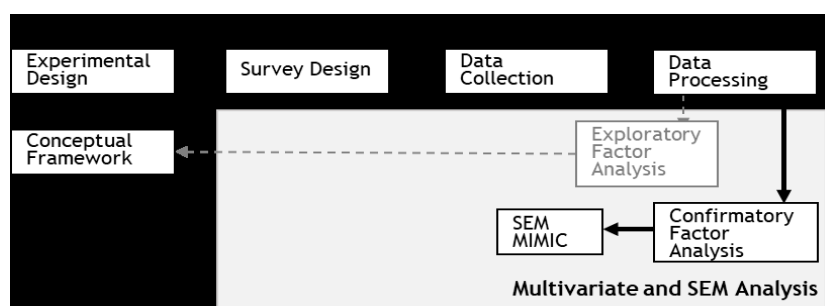 Experimental
Design
Survey Design
Data
Collection
Data
Processing
Conceptual
Framework
Exploratory
Factor
Analysis
SEM
MIMIC
Confirmatory
Factor
Analysis
Multivariate and SEM Analysis